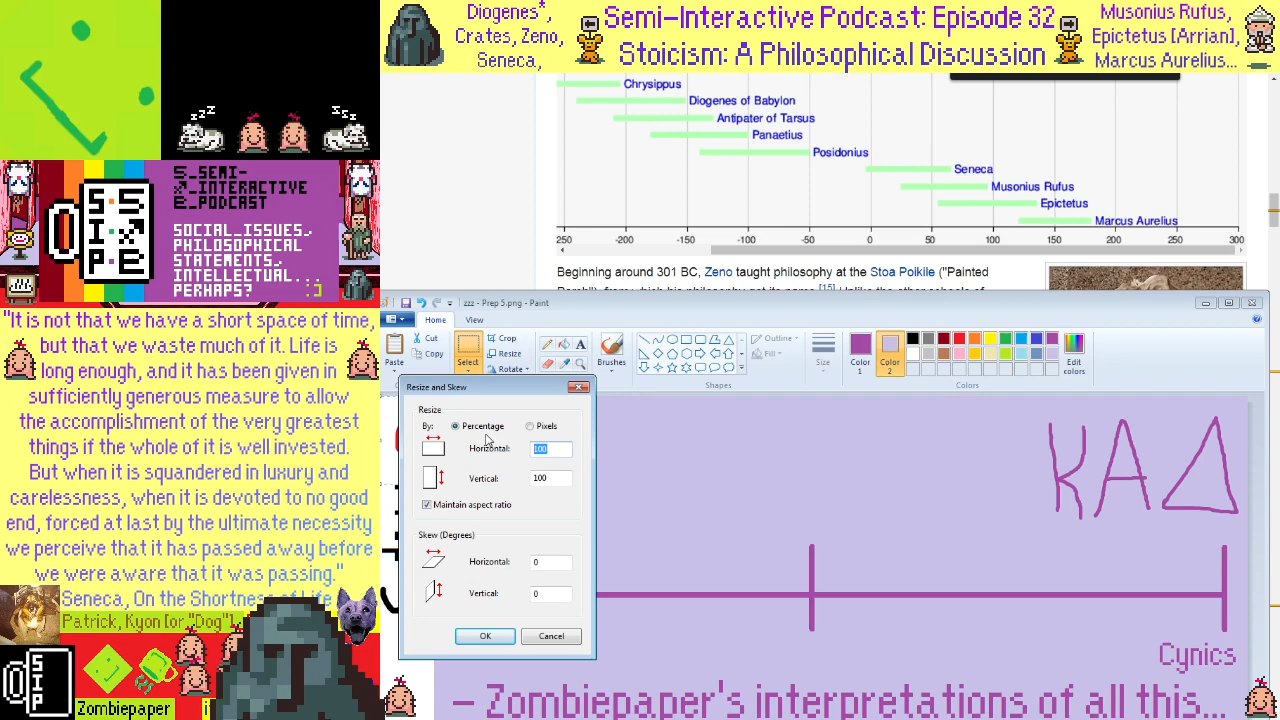 Diogenes*,
Crates, Zeno,
Seneca,
Semi-Interactive Podcast: Episode 32
Stoicism: A Philosophical Discussion
Musonius Rufus,
Epictetus [Arrian],
Marcus Aurelius...
zzz
zzz
S_SEMI-
_INTERACTIVE
_PODCAST
SOCIAL_ISSUES,
PHILOSOPHICAL
STATEMENTS,
INTELLECTUAL...
PERHAPS? :)
"It is not that we have a short space of time,
but that we waste much of it. Life is
long enough, and it has been given in
sufficiently generous measure to allow
the accomplishment of the very greatest
things if the whole of it is well invested.
But when it is squandered in luxury and
carelessness, when it is devoted to no good
end, forced at last by the ultimate necessity
we perceive that it has passed away before
we were aware that it was passing."
Seneca, On the Shortness of Life
Patrick, Kyon [or "Dog"],
SIP
Zombiepaper
Chrysippus
Diogenes of Babylon
Antipater of Tarsus
Panaetius
Posidonius
Seneca
Musonius Rufus
Epictetus
Marcus Aurelius
250 -200 -150 -100 -50 0 50 100 150 200 250 300
Beginning around 301 BC, Zeno taught philosophy at the Stoa Poikile ("Painted
zzz - Prep 5.png - Paint
Home View
Paste
Cut
Copy
Select
Crop
Resize
Rotate
A
Brushes
Shapes
Outline
Fill
Size
Color 1
Color 2
Edit colors
Colors
Resize and Skew
Resize
By: Percentage Pixels
Horizontal: 100
Vertical: 100
Maintain aspect ratio
Skew (Degrees)
Horizontal: 0
Vertical: 0
OK Cancel
ΚΑΔ
Cynics
- Zombiepaper's interpretations of all this...